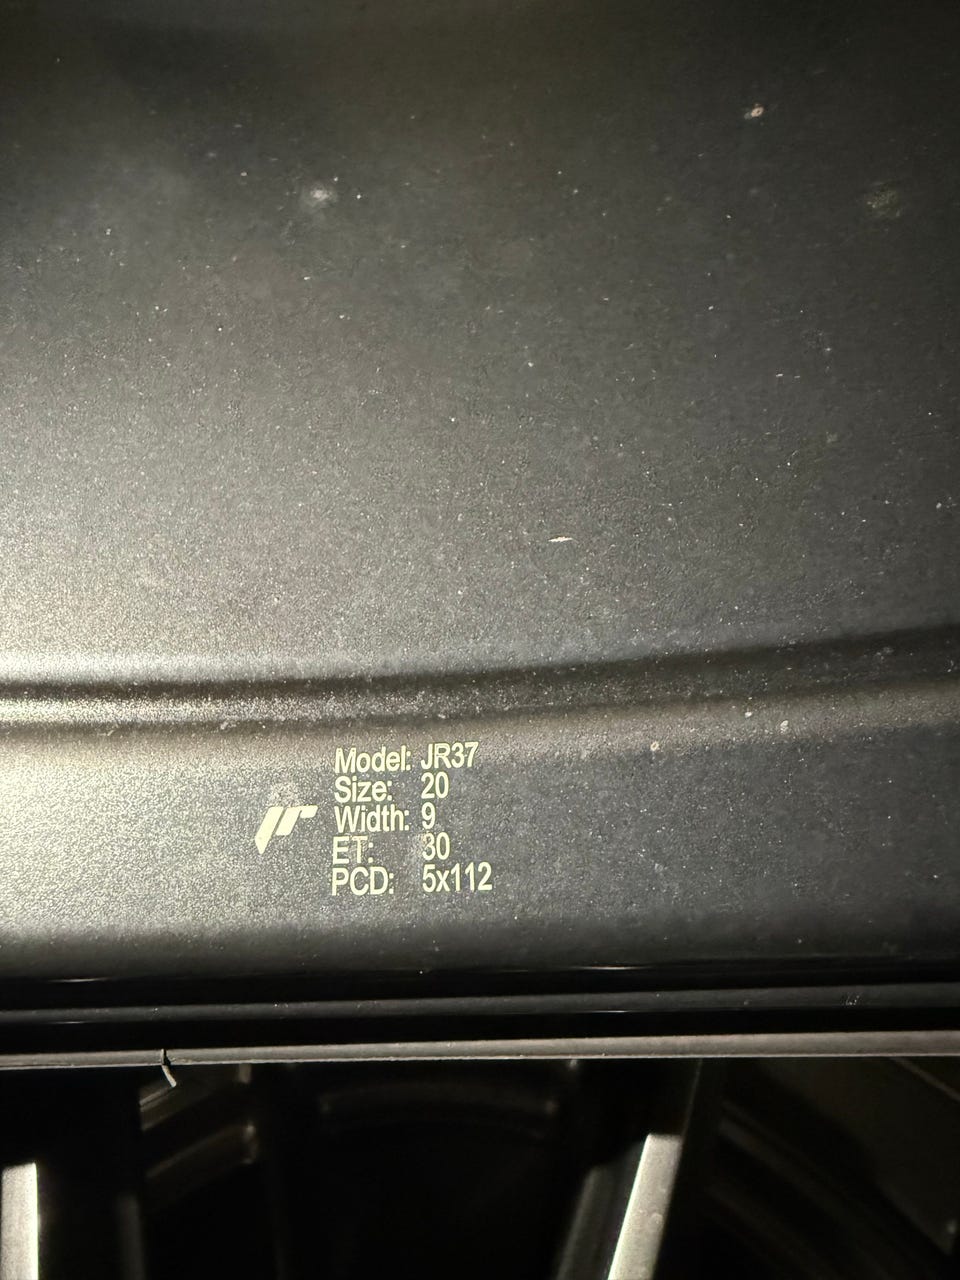 Model: JR37
Size: 20
Width: 9
ET: 30
PCD: 5x112